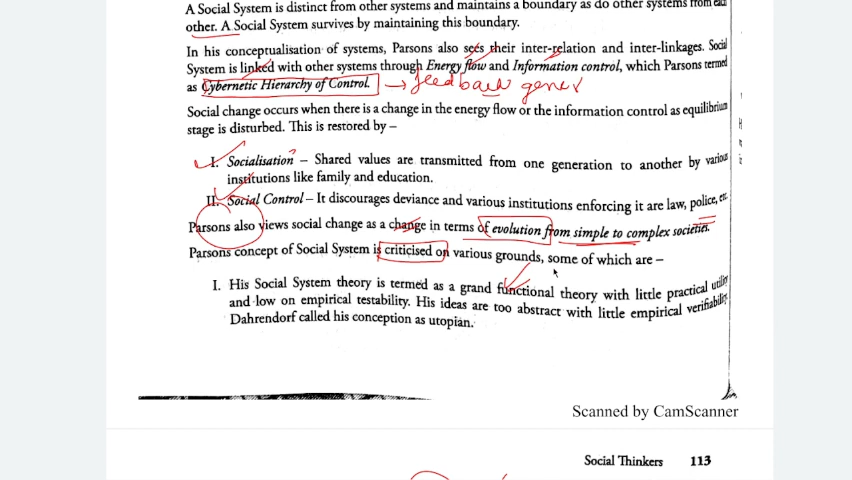 A Social System is distinct from other systems and maintains a boundary as do other systems from each
other. A Social System survives by maintaining this boundary.
In his conceptualisation of systems, Parsons also sees their inter-relation and inter-linkages. Social
System is linked with other systems through Energy flow and Information control, which Parsons termed
as Cybernetic Hierarchy of Control. → feedback
Social change occurs when there is a change in the energy flow or the information control as equilibrium
stage is disturbed. This is restored by –
I. Socialisation – Shared values are transmitted from one generation to another by various
institutions like family and education.
II. Social Control – It discourages deviance and various institutions enforcing it are law, police, etc.
Parsons also views social change as a change in terms of evolution from simple to complex societies.
Parsons concept of Social System is criticised on various grounds, some of which are –
I. His Social System theory is termed as a grand functional theory with little practical utility
and low on empirical testability. His ideas are too abstract with little empirical verifiability.
Dahrendorf called his conception as utopian.
Scanned by CamScanner
Social Thinkers 113